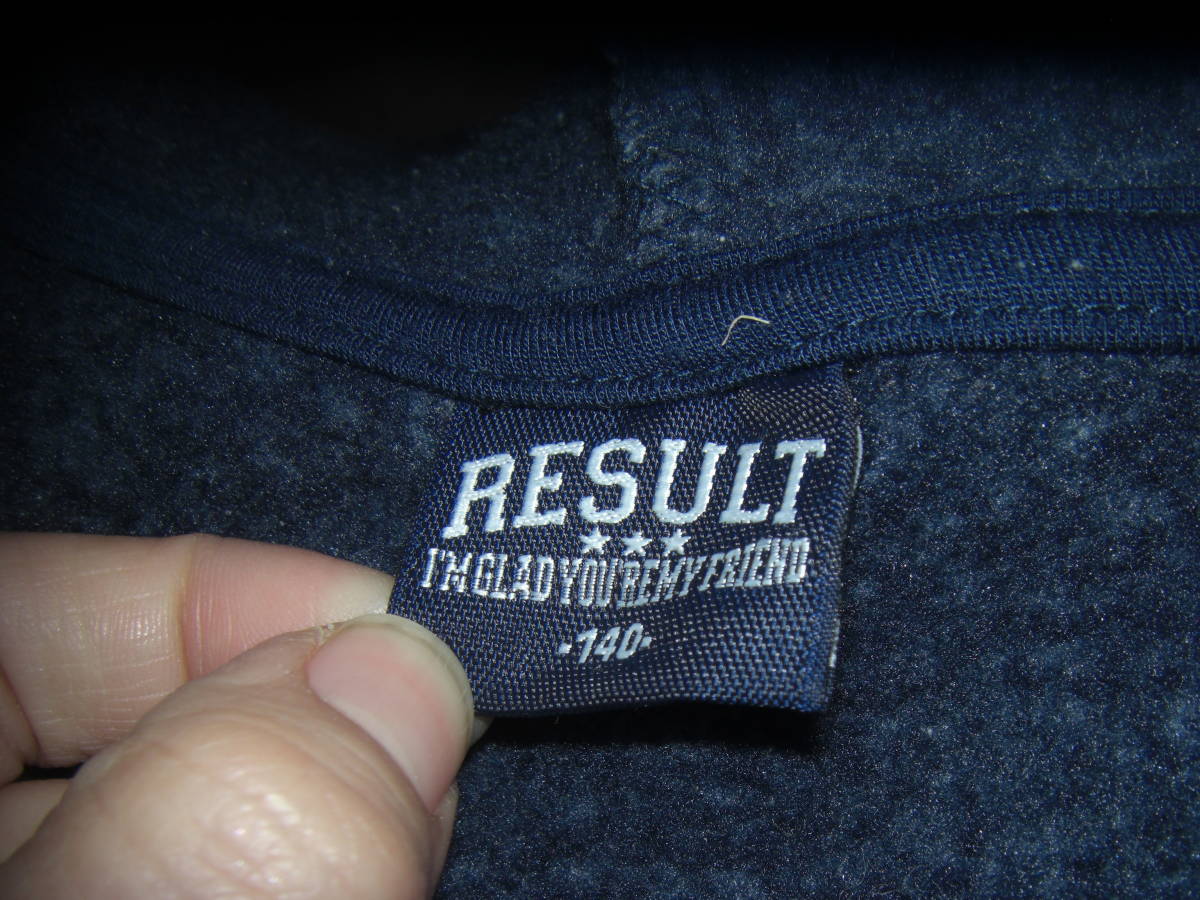 RESULT
★★★
I'M GLAD YOU'RE MY FRIEND
・140・